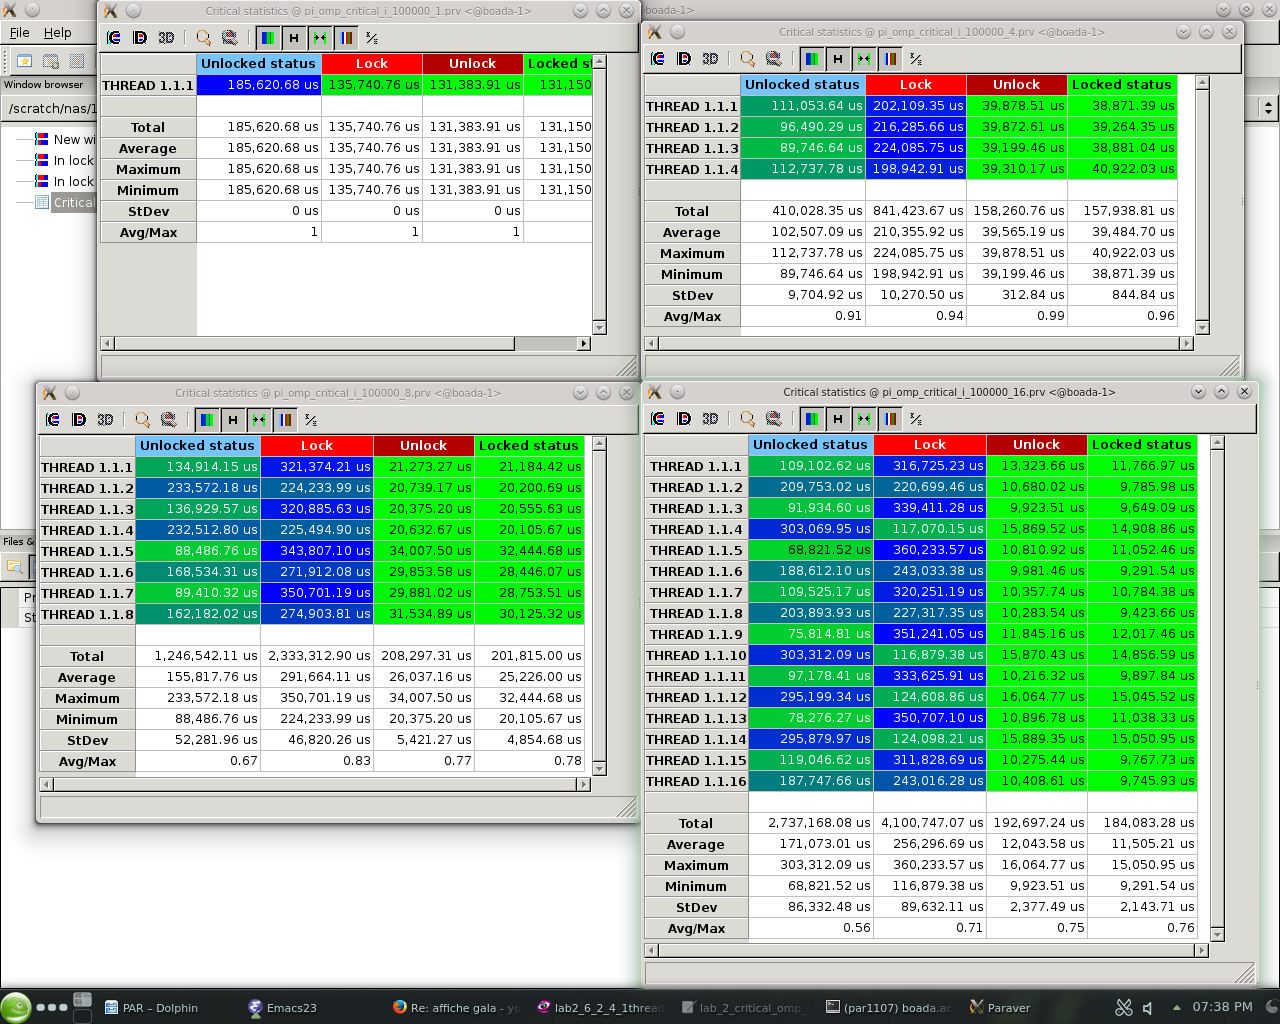 Critical statistics @ pi_omp_critical_i_100000_1.prv <@boada-1>
boada-1>
File Help
Window browser
/scratch/nas/1
New wi
In lock
In lock
Critical
Files &
Pr
St
3D
Unlocked status Lock Unlock Locked s
THREAD 1.1.1 185,620.68 us 135,740.76 us 131,383.91 us 131,150
Total 185,620.68 us 135,740.76 us 131,383.91 us 131,150
Average 185,620.68 us 135,740.76 us 131,383.91 us 131,150
Maximum 185,620.68 us 135,740.76 us 131,383.91 us 131,150
Minimum 185,620.68 us 135,740.76 us 131,383.91 us 131,150
StDev 0 us 0 us 0 us
Avg/Max 1 1 1
Critical statistics @ pi_omp_critical_i_100000_4.prv <@boada-1>
3D
Unlocked status Lock Unlock Locked status
THREAD 1.1.1 111,053.64 us 202,109.35 us 39,878.51 us 38,871.39 us
THREAD 1.1.2 96,490.29 us 216,285.66 us 39,872.61 us 39,264.35 us
THREAD 1.1.3 89,746.64 us 224,085.75 us 39,199.46 us 38,881.04 us
THREAD 1.1.4 112,737.78 us 198,942.91 us 39,310.17 us 40,922.03 us
Total 410,028.35 us 841,423.67 us 158,260.76 us 157,938.81 us
Average 102,507.09 us 210,355.92 us 39,565.19 us 39,484.70 us
Maximum 112,737.78 us 224,085.75 us 39,878.51 us 40,922.03 us
Minimum 89,746.64 us 198,942.91 us 39,199.46 us 38,871.39 us
StDev 9,704.92 us 10,270.50 us 312.84 us 844.84 us
Avg/Max 0.91 0.94 0.99 0.96
Critical statistics @ pi_omp_critical_i_100000_8.prv <@boada-1>
3D
Unlocked status Lock Unlock Locked status
THREAD 1.1.1 134,914.15 us 321,374.21 us 21,273.27 us 21,184.42 us
THREAD 1.1.2 233,572.18 us 224,233.99 us 20,739.17 us 20,200.69 us
THREAD 1.1.3 136,929.57 us 320,885.63 us 20,375.20 us 20,555.63 us
THREAD 1.1.4 232,512.80 us 225,494.90 us 20,632.67 us 20,105.67 us
THREAD 1.1.5 88,486.76 us 343,807.10 us 34,007.50 us 32,444.68 us
THREAD 1.1.6 168,534.31 us 271,912.08 us 29,853.58 us 28,446.07 us
THREAD 1.1.7 89,410.32 us 350,701.19 us 29,881.02 us 28,753.51 us
THREAD 1.1.8 162,182.02 us 274,903.81 us 31,534.89 us 30,125.32 us
Total 1,246,542.11 us 2,333,312.90 us 208,297.31 us 201,815.00 us
Average 155,817.76 us 291,664.11 us 26,037.16 us 25,226.00 us
Maximum 233,572.18 us 350,701.19 us 34,007.50 us 32,444.68 us
Minimum 88,486.76 us 224,233.99 us 20,375.20 us 20,105.67 us
StDev 52,281.96 us 46,820.26 us 5,421.27 us 4,854.68 us
Avg/Max 0.67 0.83 0.77 0.78
Critical statistics @ pi_omp_critical_i_100000_16.prv <@boada-1>
3D
Unlocked status Lock Unlock Locked status
THREAD 1.1.1 109,102.62 us 316,725.23 us 13,323.66 us 11,766.97 us
THREAD 1.1.2 209,753.02 us 220,699.46 us 10,680.02 us 9,785.98 us
THREAD 1.1.3 91,934.60 us 339,411.28 us 9,923.51 us 9,649.09 us
THREAD 1.1.4 303,069.95 us 117,070.15 us 15,869.52 us 14,908.86 us
THREAD 1.1.5 68,821.52 us 360,233.57 us 10,810.92 us 11,052.46 us
THREAD 1.1.6 188,612.10 us 243,033.38 us 9,981.46 us 9,291.54 us
THREAD 1.1.7 109,525.17 us 320,251.19 us 10,357.74 us 10,784.38 us
THREAD 1.1.8 203,893.93 us 227,317.35 us 10,283.54 us 9,423.66 us
THREAD 1.1.9 75,814.81 us 351,241.05 us 11,845.16 us 12,017.46 us
THREAD 1.1.10 303,312.09 us 116,879.38 us 15,870.43 us 14,856.59 us
THREAD 1.1.11 97,178.41 us 333,625.91 us 10,216.32 us 9,897.84 us
THREAD 1.1.12 295,199.34 us 124,608.86 us 16,064.77 us 15,045.52 us
THREAD 1.1.13 78,276.27 us 350,707.10 us 10,896.78 us 11,038.33 us
THREAD 1.1.14 295,879.97 us 124,098.21 us 15,889.35 us 15,050.95 us
THREAD 1.1.15 119,046.62 us 311,828.69 us 10,275.44 us 9,767.73 us
THREAD 1.1.16 187,747.66 us 243,016.28 us 10,408.61 us 9,745.93 us
Total 2,737,168.08 us 4,100,747.07 us 192,697.24 us 184,083.28 us
Average 171,073.01 us 256,296.69 us 12,043.58 us 11,505.21 us
Maximum 303,312.09 us 360,233.57 us 16,064.77 us 15,050.95 us
Minimum 68,821.52 us 116,879.38 us 9,923.51 us 9,291.54 us
StDev 86,332.48 us 89,632.11 us 2,377.49 us 2,143.71 us
Avg/Max 0.56 0.71 0.75 0.76
PAR – Dolphin Emacs23 Re: affiche gala - yo lab2_6_2_4_1thread lab_2_critical_omp_ (par1107) boada.ac Paraver 07:38 PM